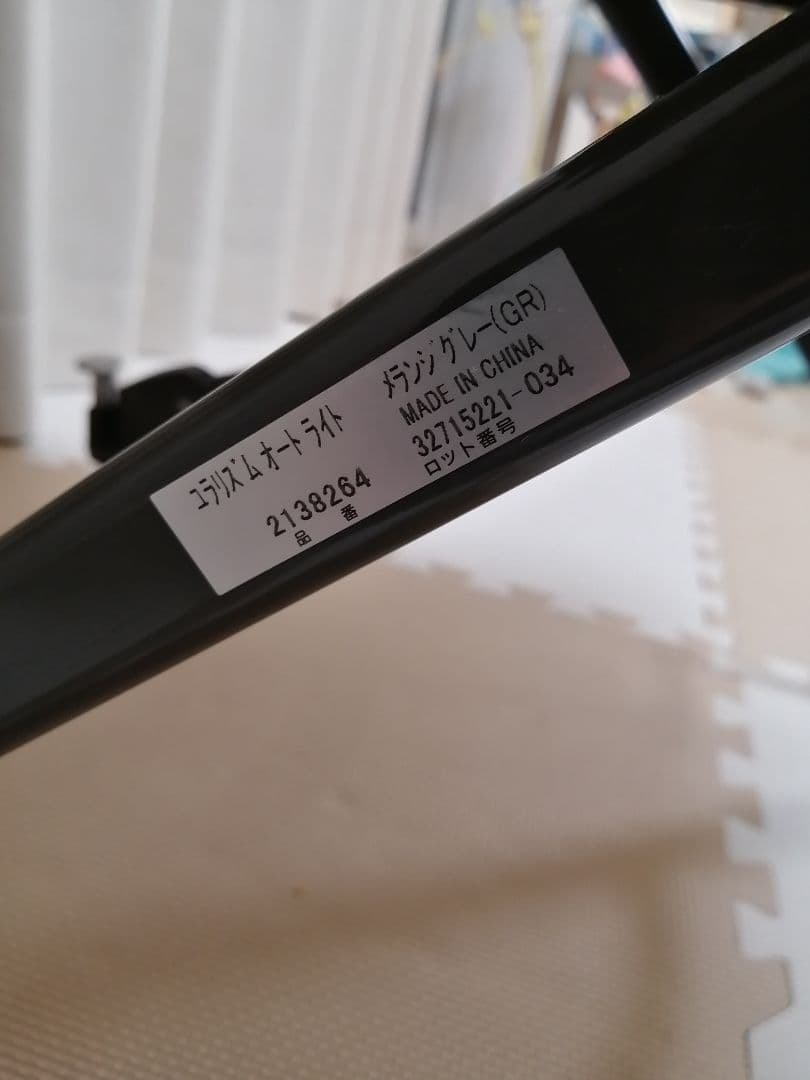 ユラリズム オート ライト　メランジ グレー(GR)
MADE IN CHINA
2138264　32715221-034
品　番　ロット番号